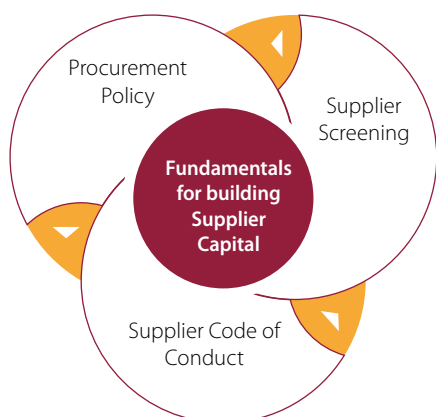 Procurement
Policy
Supplier
Screening
Fundamentals
for building
Supplier
Capital
Supplier Code of
Conduct